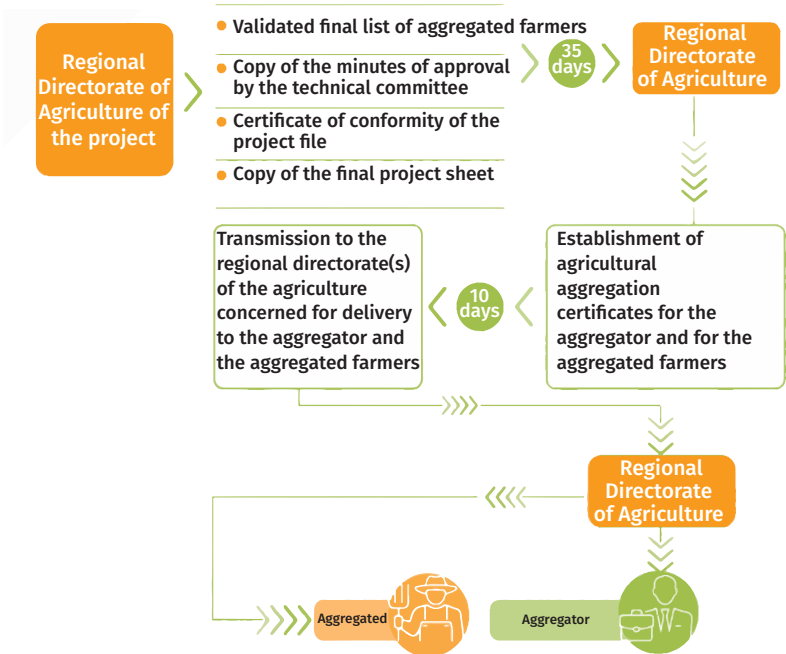 Regional
Directorate of
Agriculture of
the project
Validated final list of aggregated farmers
Copy of the minutes of approval
by the technical committee
Certificate of conformity of the
project file
Copy of the final project sheet
35
days
Regional
Directorate
of Agriculture
Establishment of
agricultural
aggregation
certificates for the
aggregator and for the
aggregated farmers
10
days
Transmission to the
regional directorate(s)
of the agriculture
concerned for delivery
to the aggregator and
the aggregated farmers
Regional
Directorate
of Agriculture
Aggregated
Aggregator